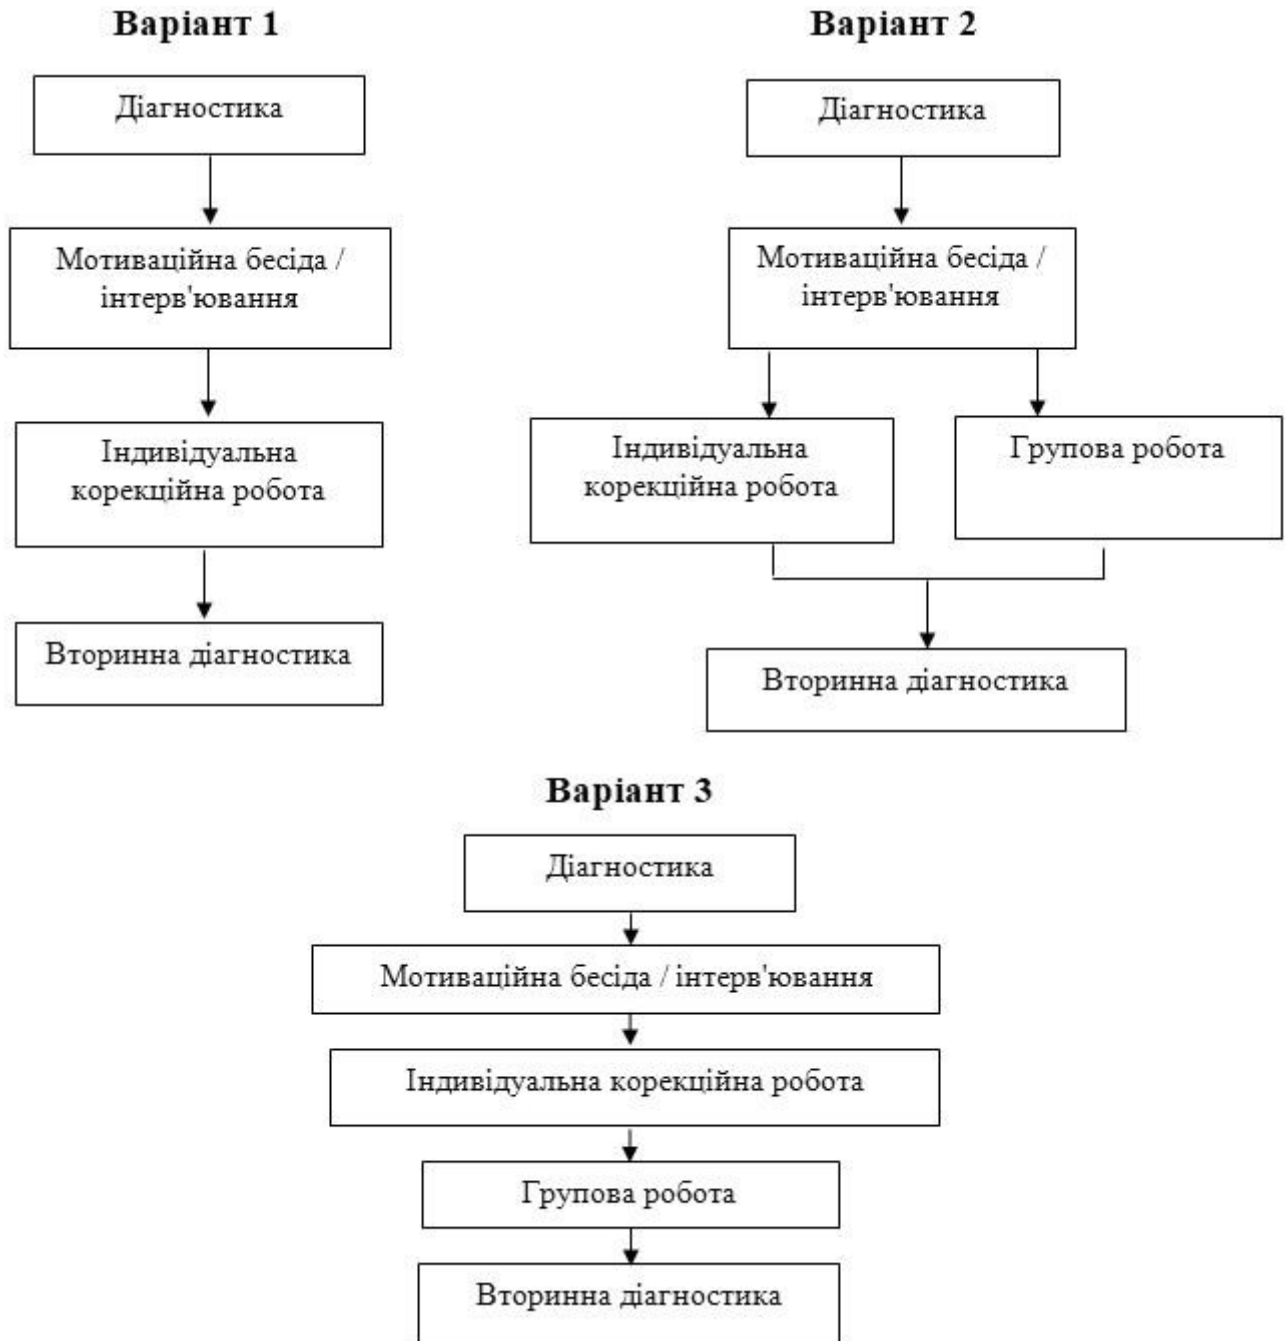 Варіант 1
Діагностика
Мотиваційна бесіда /
інтерв'ювання
Індивідуальна
корекційна робота
Вторинна діагностика
Варіант 2
Діагностика
Мотиваційна бесіда /
інтерв'ювання
Індивідуальна
корекційна робота
Групова робота
Вторинна діагностика
Варіант 3
Діагностика
Мотиваційна бесіда / інтерв'ювання
Індивідуальна корекційна робота
Групова робота
Вторинна діагностика